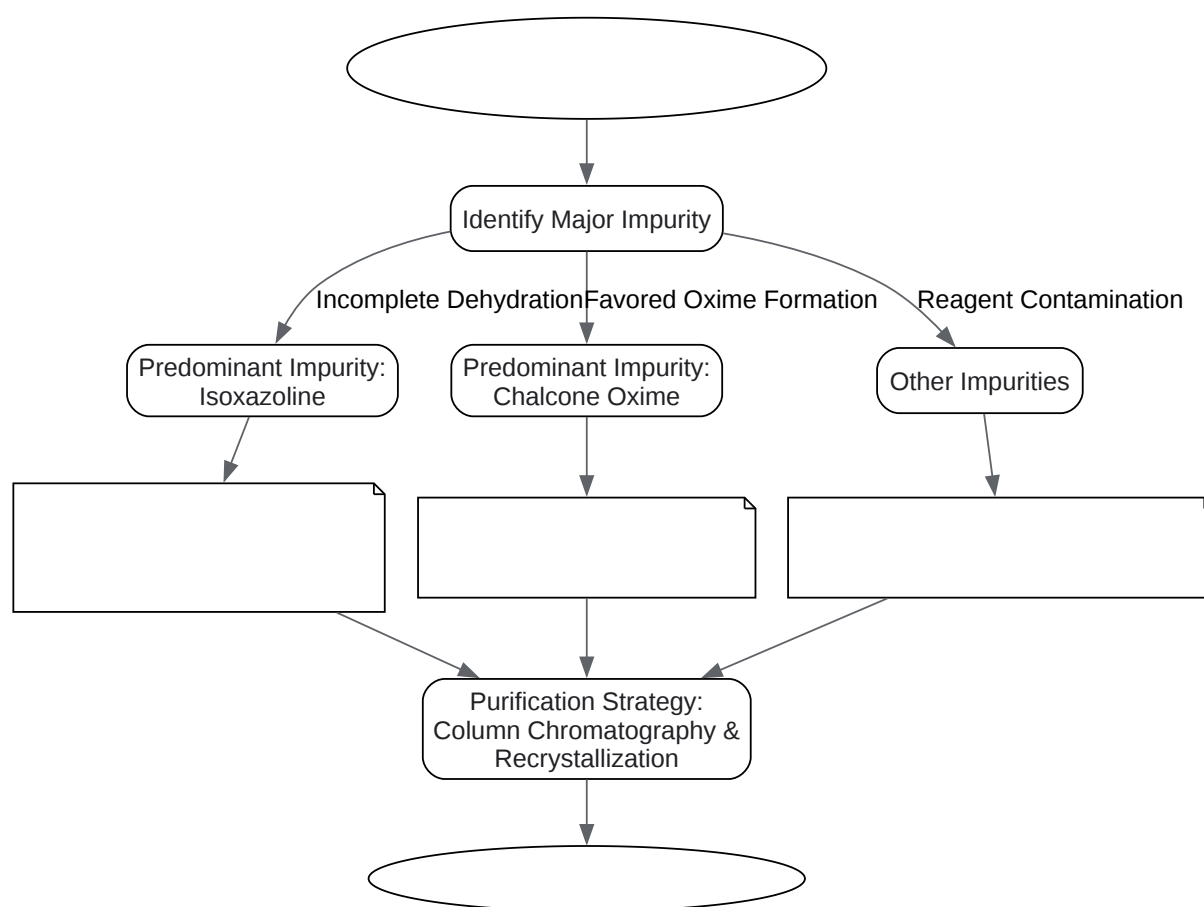 Identify Major Impurity
Incomplete Dehydration
Favored Oxime Formation
Reagent Contamination
Predominant Impurity:
Isoxazoline
Predominant Impurity:
Chalcone Oxime
Other Impurities
Purification Strategy:
Column Chromatography &
Recrystallization